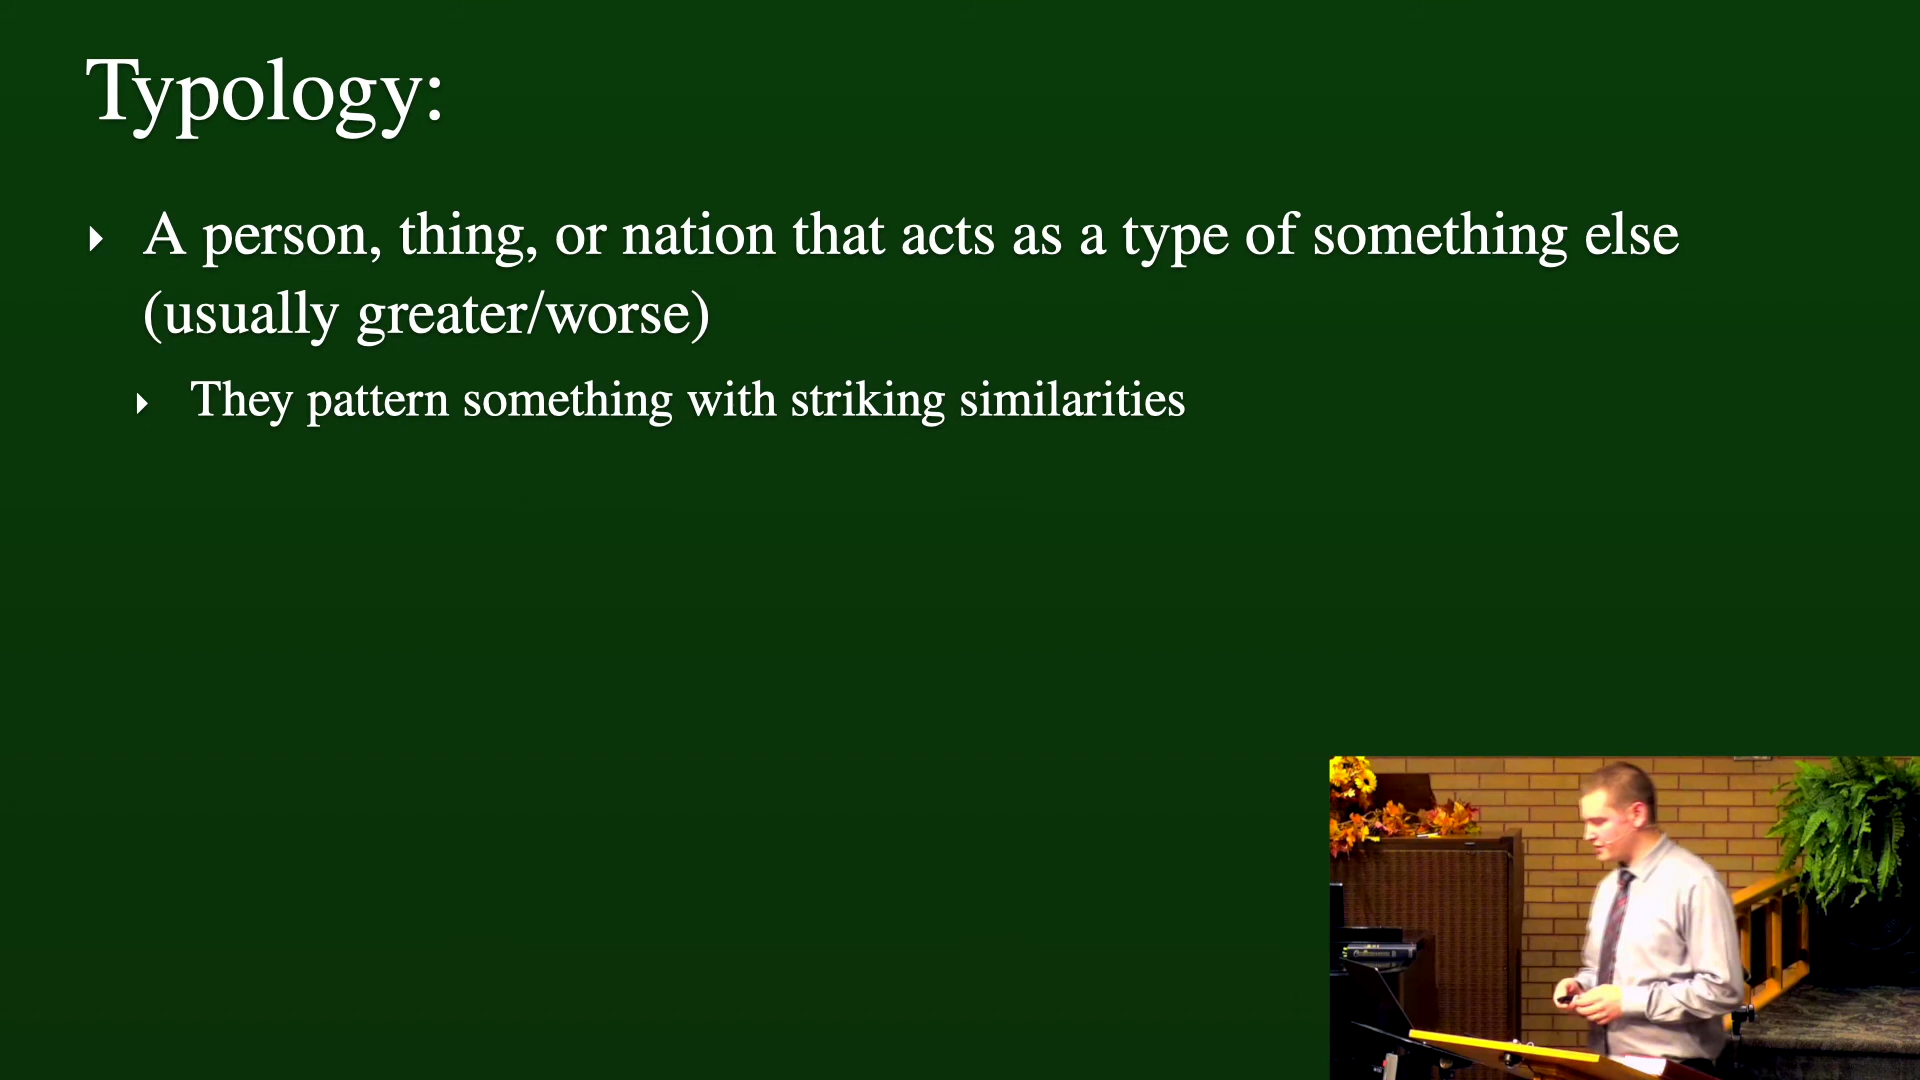 Typology:
A person, thing, or nation that acts as a type of something else
(usually greater/worse)
They pattern something with striking similarities